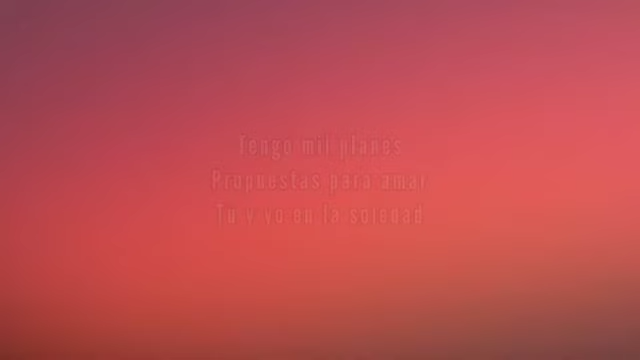 Tengo mil planes
Propuestas para amar
Tu y yo en la soledad